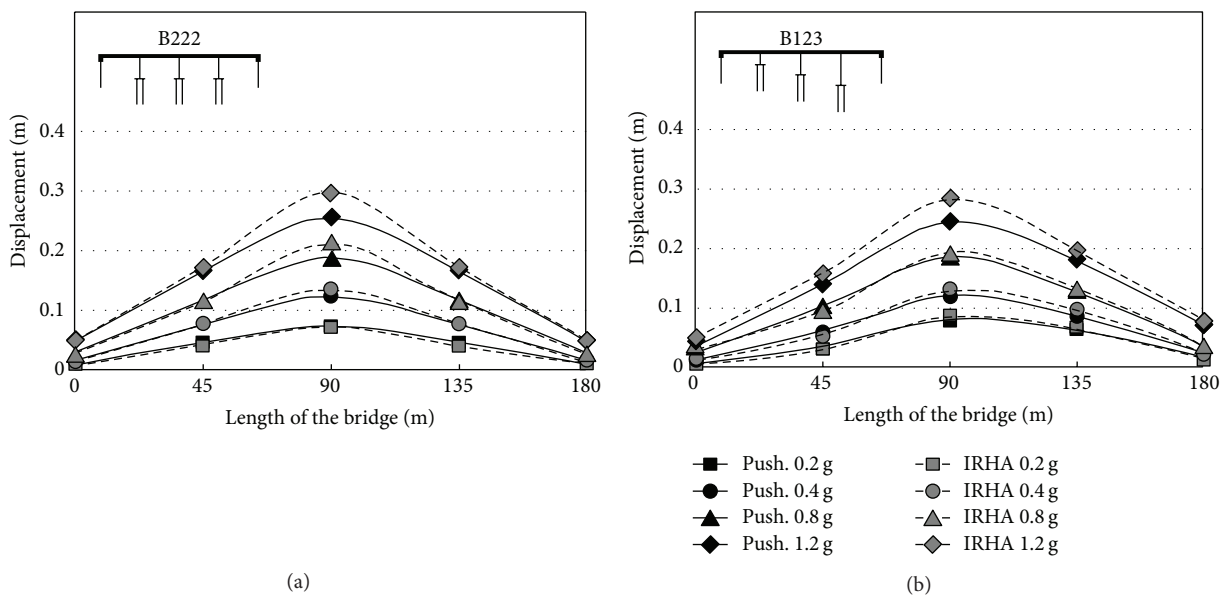 B222
Displacement (m)
0.4
0.3
0.2
0.1
0
0 45 90 135 180
Length of the bridge (m)
(a)
B123
Displacement (m)
0.4
0.3
0.2
0.1
0
0 45 90 135 180
Length of the bridge (m)
Push. 0.2 g
Push. 0.4 g
Push. 0.8 g
Push. 1.2 g
IRHA 0.2 g
IRHA 0.4 g
IRHA 0.8 g
IRHA 1.2 g
(b)